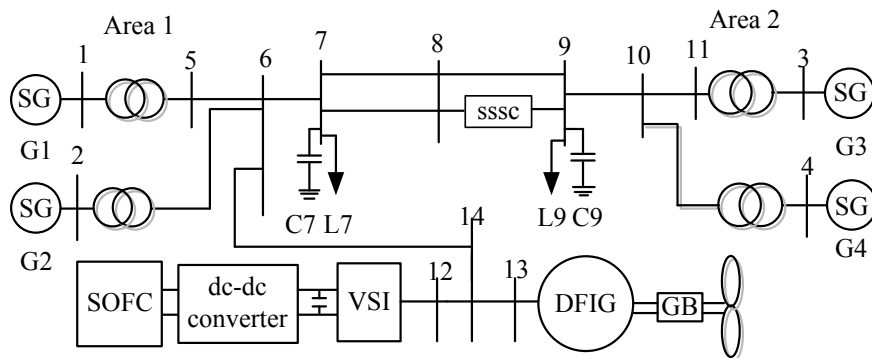 Area 1
Area 2
1
5
6
7
8
9
10
11
3
SG
sssc
SG
G1
G3
2
4
SG
SG
C7 L7
L9 C9
G2
G4
14
12
13
SOFC
dc-dc
converter
VSI
DFIG
GB